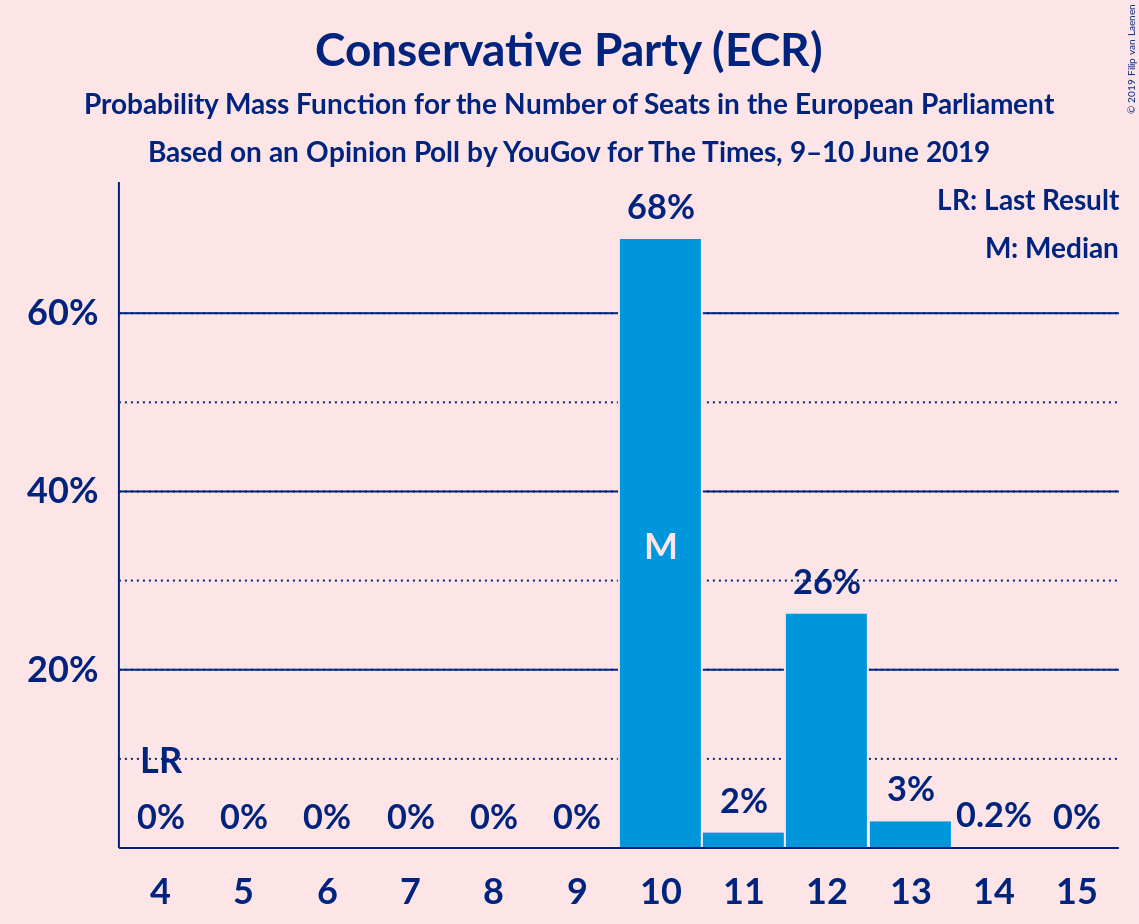 Conservative Party (ECR)
Probability Mass Function for the Number of Seats in the European Parliament
Based on an Opinion Poll by YouGov for The Times, 9–10 June 2019
© 2019 Filip van Laenen
LR: Last Result
M: Median
68%
60%
40%
M
26%
20%
LR
0% 0% 0% 0% 0% 0% 2% 3% 0.2% 0%
4 5 6 7 8 9 10 11 12 13 14 15